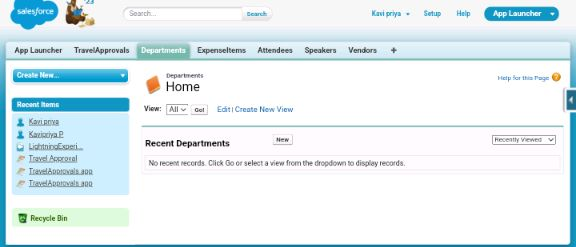 salesforce
'23
Search...
Search
Kavi priya
Setup
Help
App Launcher
App Launcher
TravelApprovals
Departments
ExpenseItems
Attendees
Speakers
Vendors
+
Create New...
Recent Items
Kavi priya
Kavipriya P
LightningExperi...
Travel Approval
TravelApprovals app
TravelApprovals app
Recycle Bin
Departments
Home
Help for this Page
View: All Go! Edit | Create New View
Recent Departments
New
Recently Viewed
No recent records. Click Go or select a view from the dropdown to display records.